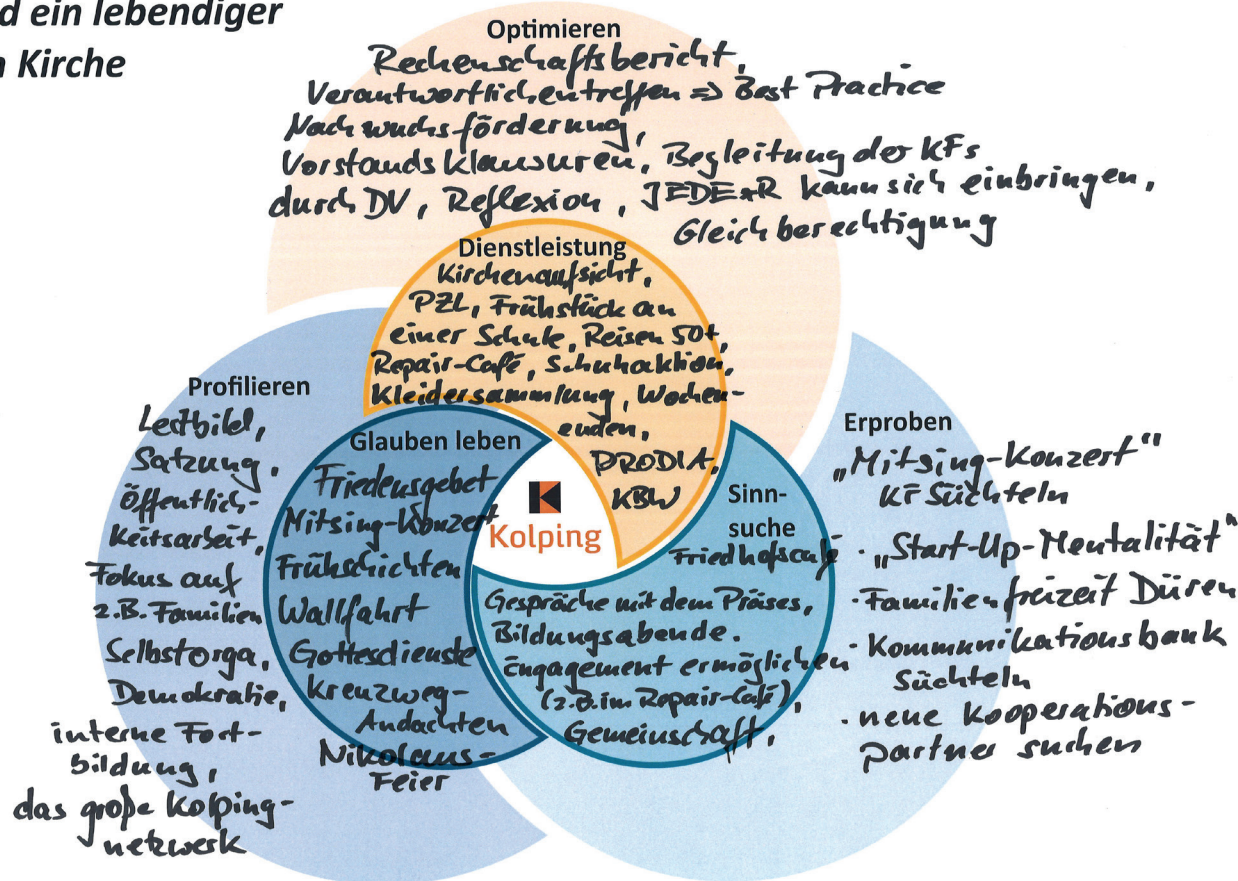 d ein lebendiger
n Kirche
Optimieren
Rechenschaftsbericht,
Verantwortlichentreffen => Best Practice
Nachwuchsförderung,
Vorstandsklausuren, Begleitung der KFs
durch DV, Reflexion, JEDE*R kann sich einbringen,
Gleichberechtigung
Dienstleistung
Kirchenaufsicht,
PZL, Frühstück an
einer Schule, Reisen 50+,
Repair-Café, Schuhaktion,
Kleidersammlung, Wochen-
enden,
PRODIA,
KBW
Profilieren
Leitbild,
Satzung,
Öffentlich-
keitsarbeit,
Fokus auf
z.B. Familien
Selbstorga,
Demokratie,
interne Fort-
bildung,
das große Kolping-
netzwerk
Glauben leben
Friedensgebet
Mitsing-Konzert
Frühschichten
Wallfahrt
Gottesdienste
Kreuzweg-
Andachten
Nikolaus-
Feier
Kolping
Sinn-
suche
Friedhofscafé
Gespräche mit dem Präses,
Bildungsabende.
Engagement ermöglichen
(z.B. im Repair-Café),
Gemeinschaft,
Erproben
„Mitsing-Konzert“
KF Süchteln
· „Start-Up-Mentalität“
· Familienfreizeit Düren
· Kommunikationsbank
Süchteln
· neue Kooperations-
partner suchen